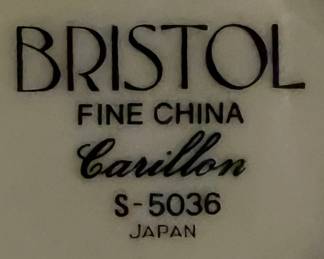 BRISTOL
FINE CHINA
Carillon
S-5036
JAPAN